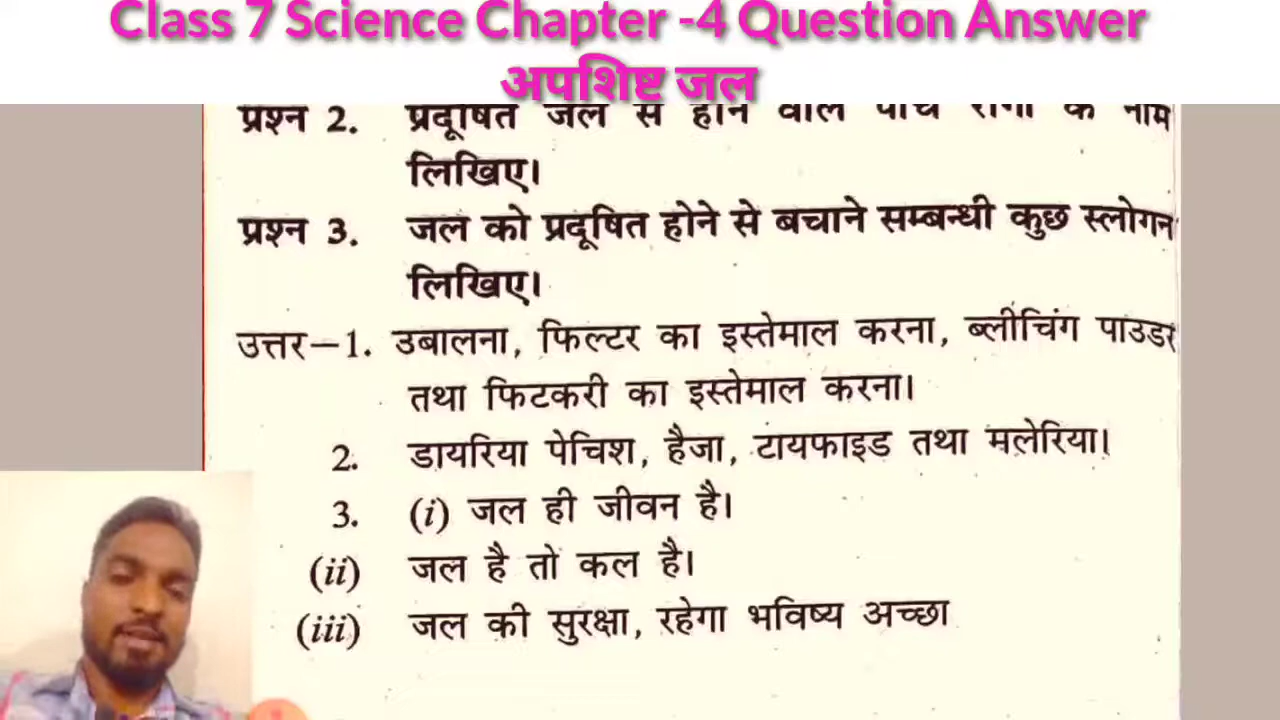 Class 7 Science Chapter -4 Question Answer
अपशिष्ट जल
प्रश्न 2. प्रदूषित जल से होने वाले पाँच रोगों के नाम
लिखिए।
प्रश्न 3. जल को प्रदूषित होने से बचाने सम्बन्धी कुछ स्लोगन
लिखिए।
उत्तर–1. उबालना, फिल्टर का इस्तेमाल करना, ब्लीचिंग पाउडर
तथा फिटकरी का इस्तेमाल करना।
2. डायरिया पेचिश, हैजा, टायफाइड तथा मलेरिया।
3. (i) जल ही जीवन है।
(ii) जल है तो कल है।
(iii) जल की सुरक्षा, रहेगा भविष्य अच्छा